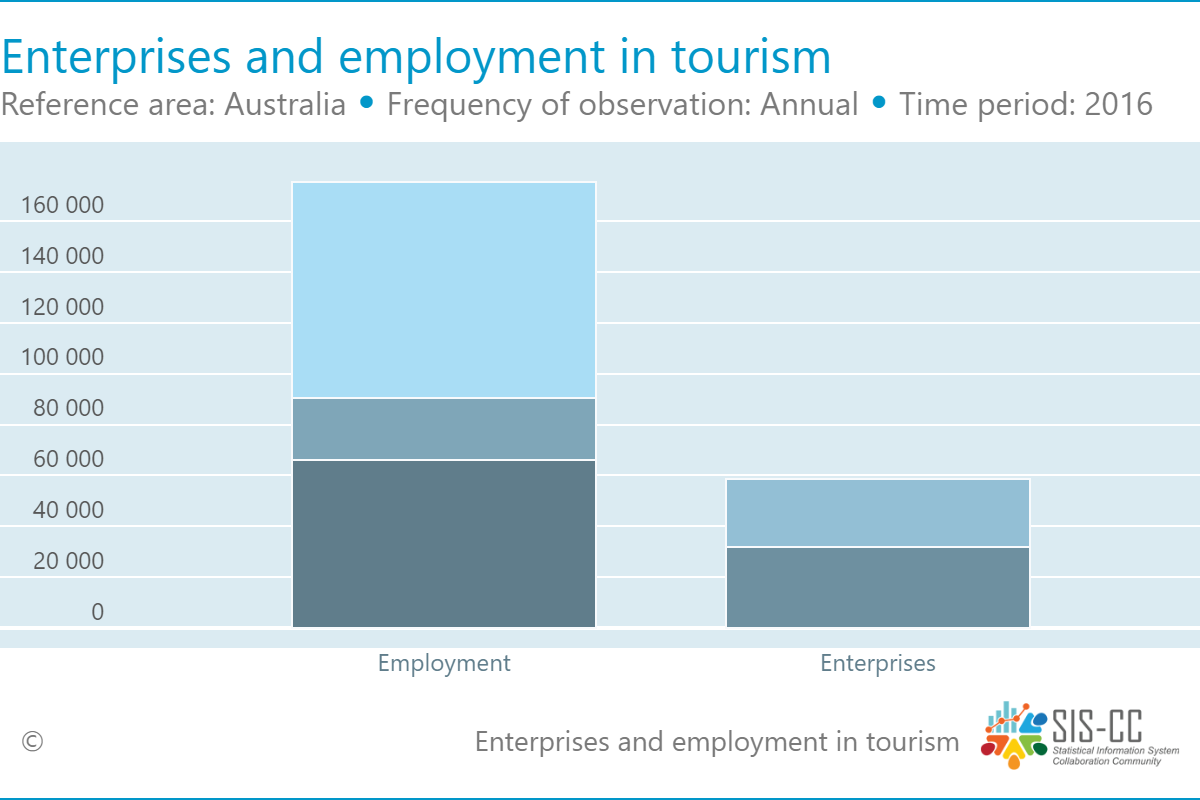 Enterprises and employment in tourism
Reference area: Australia • Frequency of observation: Annual • Time period: 2016
160 000
140 000
120 000
100 000
80 000
60 000
40 000
20 000
0
Employment
Enterprises
©
Enterprises and employment in tourism
SIS-CC
Statistical Information System
Collaboration Community